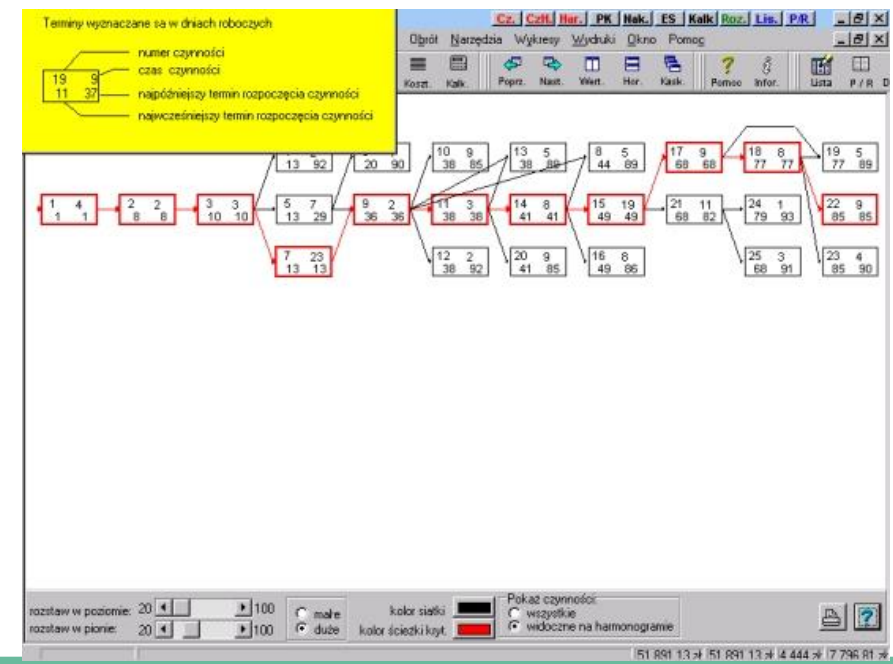 Terminy wyznaczane sa w dniach roboczych
numer czynności
czas czynności
najpóźniejszy termin rozpoczęcia czynności
najwcześniejszy termin rozpoczęcia czynności
19 9
11 37
Cz. CzH. Har. PK Nak. ES Kalk Roz. Lis. P/R
Obrót Narzędzia Wykresy Wydruki Okno Pomoc
Koszt. Kalk. Poprz. Nast. Wert. Hor. Kask. Pomoc Infor. Lista P / R D
13 92
20 90
10 9
38 85
13 5
38 89
8 5
44 89
17 9
68 68
18 8
77 77
19 5
77 89
1 4
1 1
2 2
8 8
3 3
10 10
5 7
13 29
9 2
36 36
11 3
38 38
14 8
41 41
15 19
49 49
21 11
68 82
24 1
79 93
22 9
85 85
7 23
13 13
12 2
38 92
20 9
41 85
16 8
49 86
25 3
68 91
23 4
85 90
rozstaw w poziomie: 20 100
rozstaw w pionie: 20 100
małe
duże
kolor siatki
kolor ścieżki kryt.
Pokaż czynności:
wszystkie
widoczne na harmonogramie
51 891,13 zł 51 891,13 zł 4 444 zł 7 796,81 zł